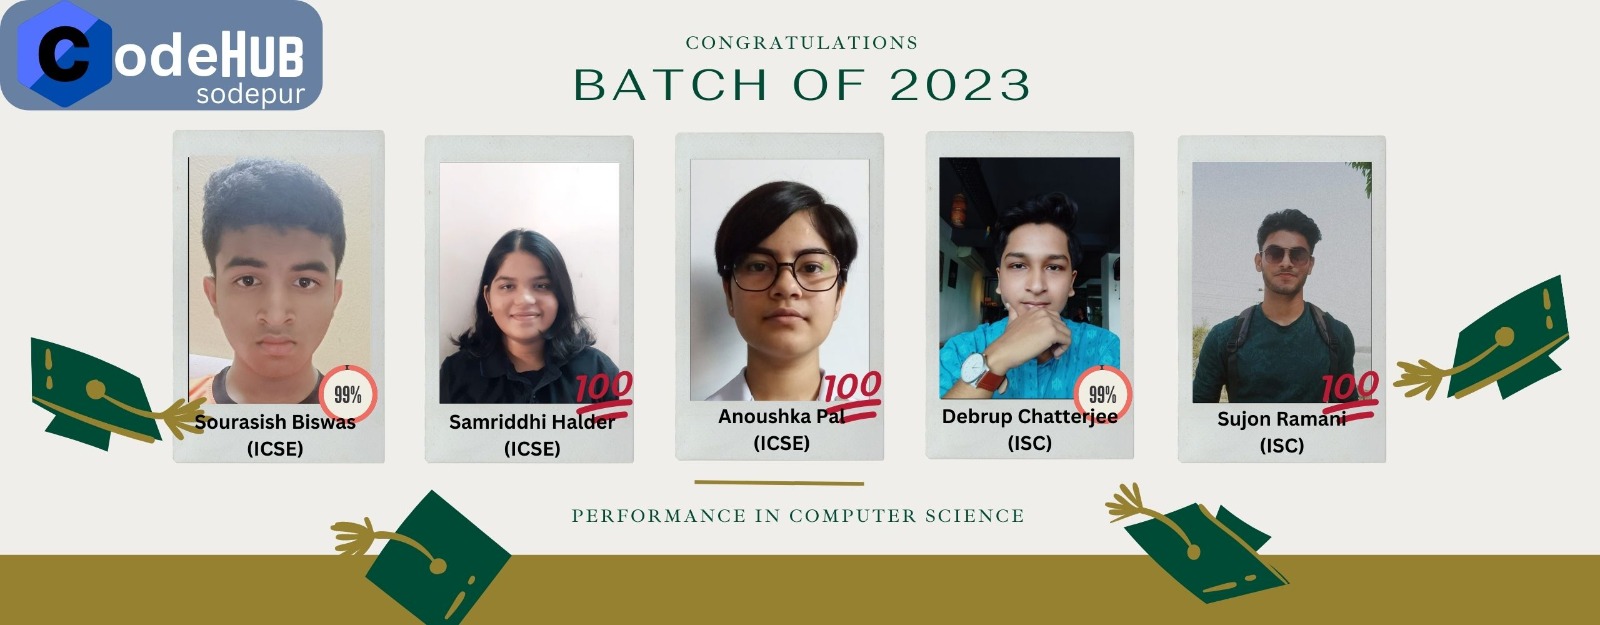 CodeHUB
sodepur
CONGRATULATIONS
BATCH OF 2023
99%
Sourasish Biswas
(ICSE)
100
Samriddhi Halder
(ICSE)
100
Anoushka Pal
(ICSE)
99%
Debrup Chatterjee
(ISC)
100
Sujon Ramani
(ISC)
PERFORMANCE IN COMPUTER SCIENCE